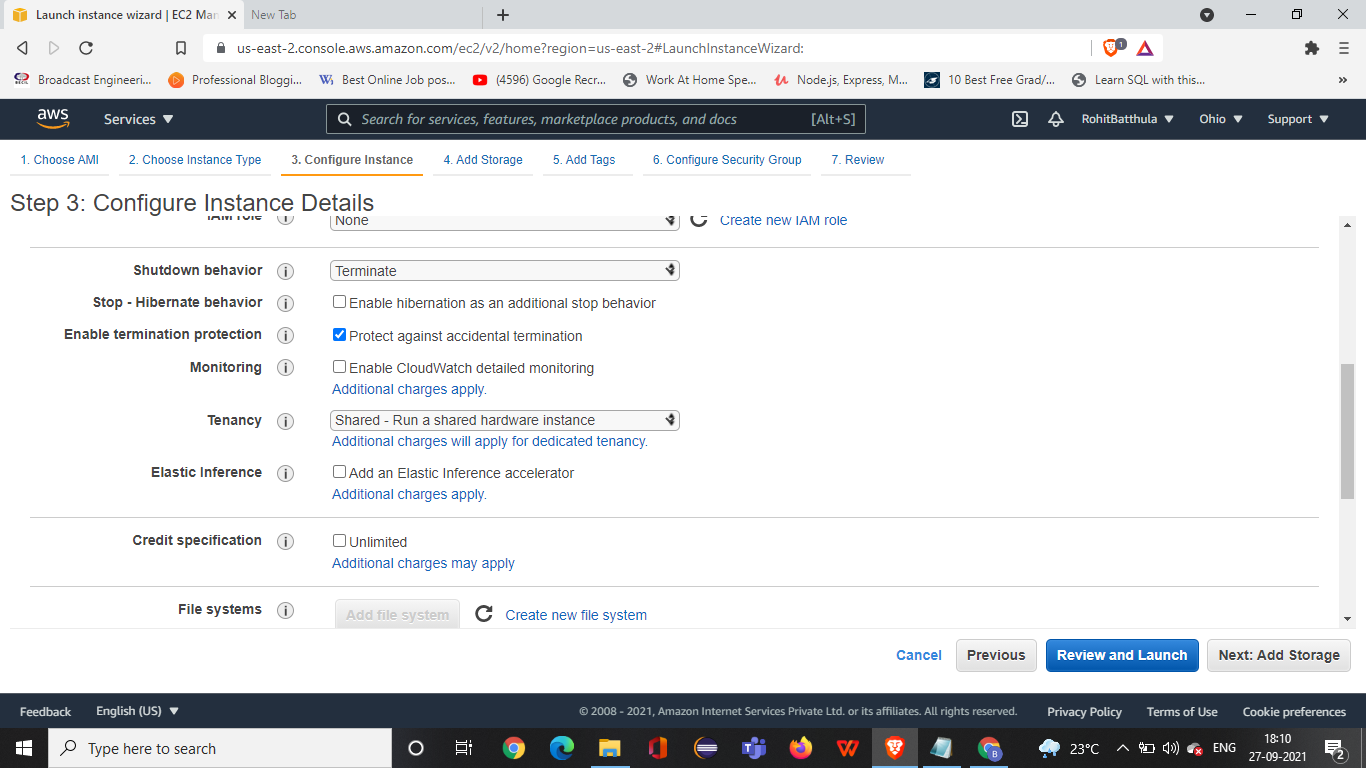 Launch instance wizard | EC2 Man
New Tab
us-east-2.console.aws.amazon.com/ec2/v2/home?region=us-east-2#LaunchInstanceWizard:
1
Broadcast Engineeri...
Professional Bloggi...
Best Online Job pos...
(4596) Google Recr...
Work At Home Spe...
Node.js, Express, M...
10 Best Free Grad/...
Learn SQL with this...
»
aws
Services
Search for services, features, marketplace products, and docs
[Alt+S]
RohitBatthula
Ohio
Support
1. Choose AMI
2. Choose Instance Type
3. Configure Instance
4. Add Storage
5. Add Tags
6. Configure Security Group
7. Review
Step 3: Configure Instance Details
IAM role
None
Create new IAM role
Shutdown behavior
Terminate
Stop - Hibernate behavior
Enable hibernation as an additional stop behavior
Enable termination protection
Protect against accidental termination
Monitoring
Enable CloudWatch detailed monitoring
Additional charges apply.
Tenancy
Shared - Run a shared hardware instance
Additional charges will apply for dedicated tenancy.
Elastic Inference
Add an Elastic Inference accelerator
Additional charges apply.
Credit specification
Unlimited
Additional charges may apply
File systems
Add file system
Create new file system
Cancel
Previous
Review and Launch
Next: Add Storage
Feedback
English (US)
© 2008 - 2021, Amazon Internet Services Private Ltd. or its affiliates. All rights reserved.
Privacy Policy
Terms of Use
Cookie preferences
Type here to search
23°C
ENG
18:10
27-09-2021
2